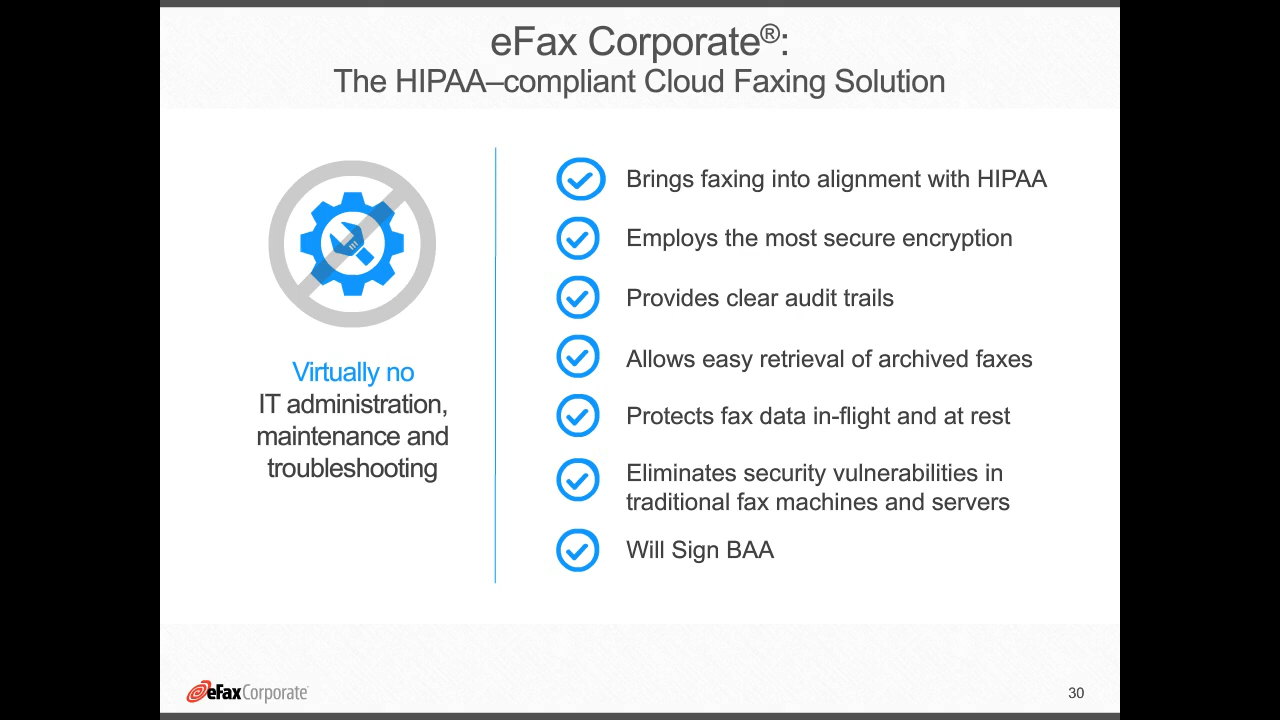 eFax Corporate®:
The HIPAA–compliant Cloud Faxing Solution
Virtually no
IT administration,
maintenance and
troubleshooting
Brings faxing into alignment with HIPAA
Employs the most secure encryption
Provides clear audit trails
Allows easy retrieval of archived faxes
Protects fax data in-flight and at rest
Eliminates security vulnerabilities in
traditional fax machines and servers
Will Sign BAA
eFaxCorporate
30